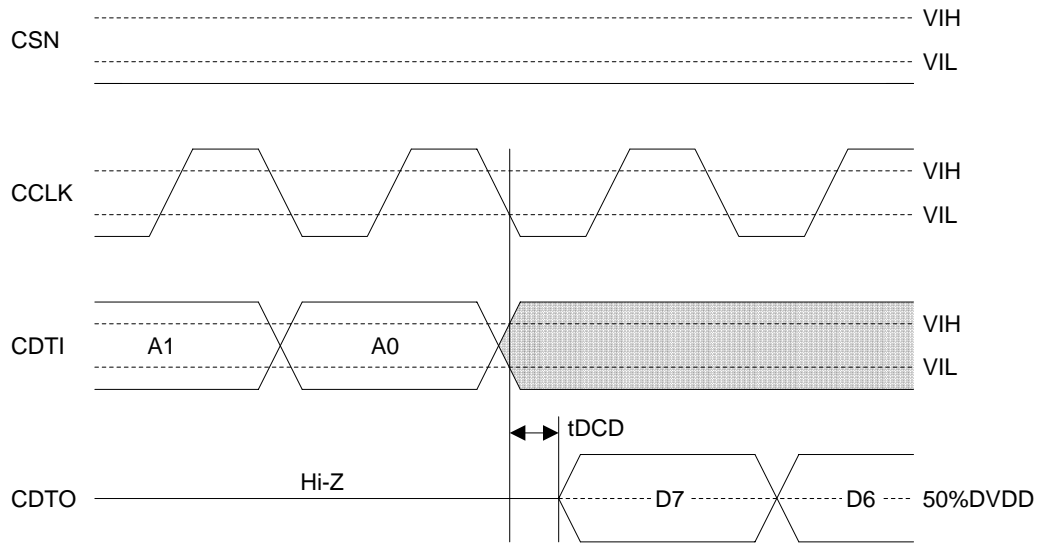 CSN
VIH
VIL
CCLK
VIH
VIL
CDTI
A1
A0
VIH
VIL
tDCD
CDTO
Hi-Z
D7
D6
50%DVDD